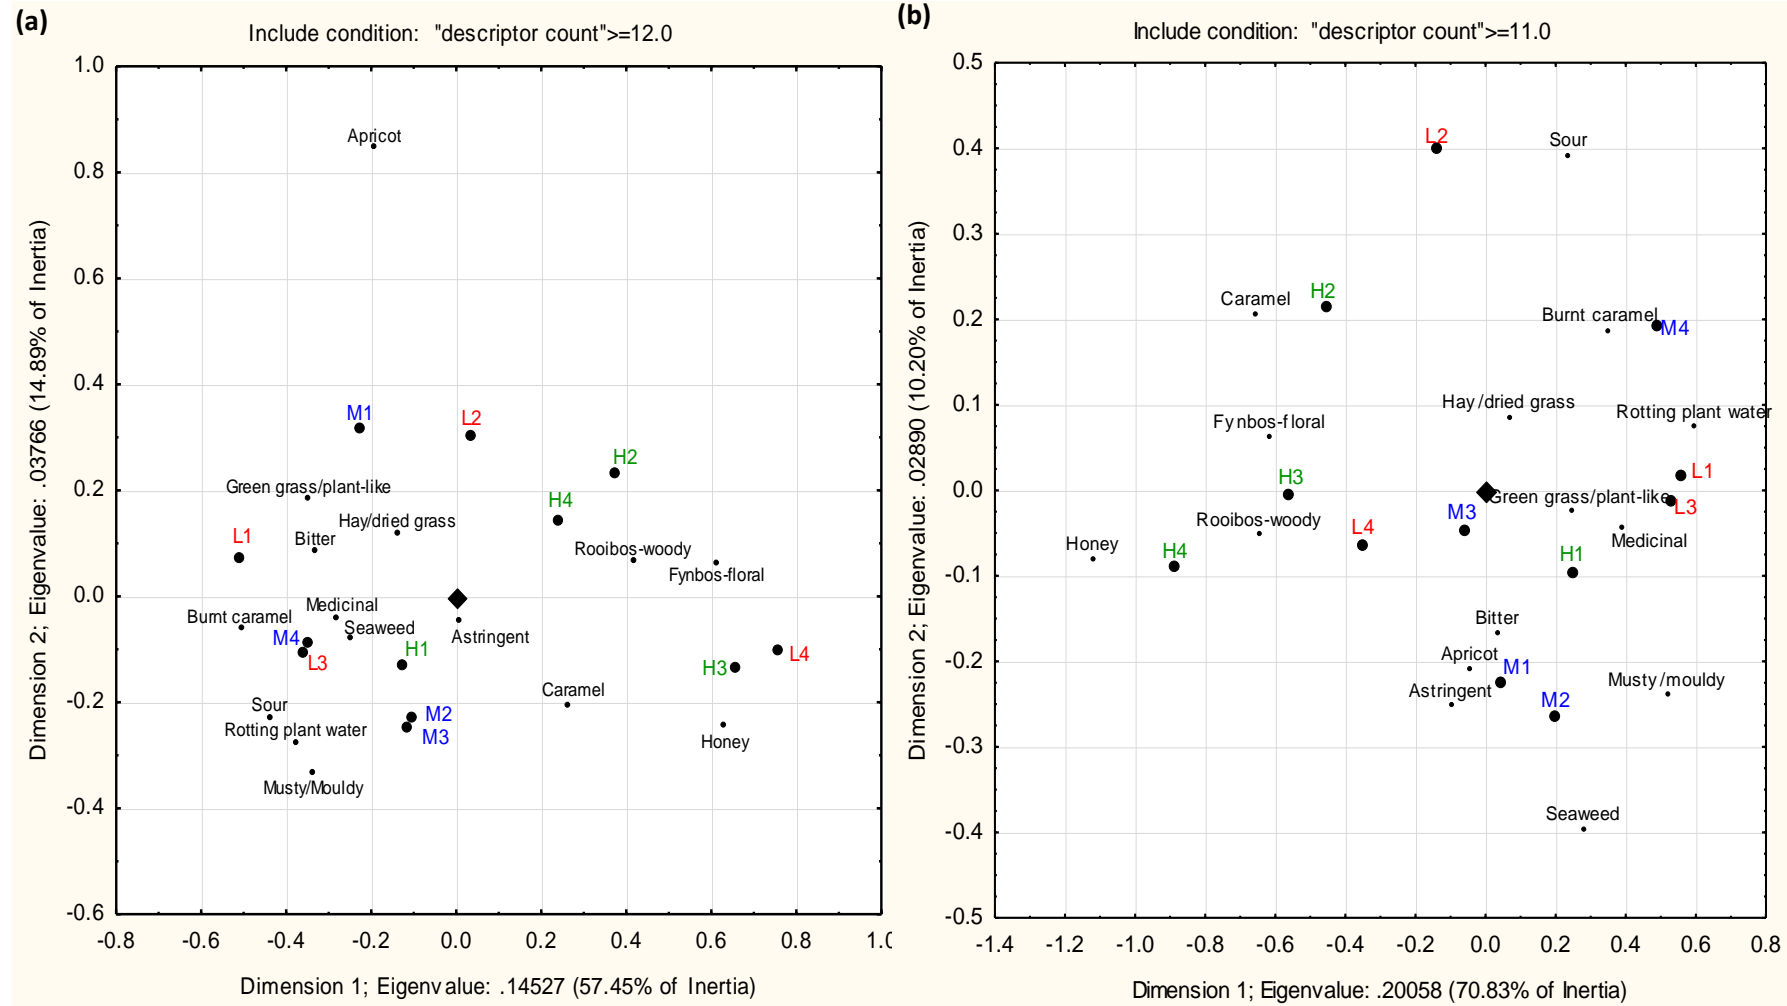 (a)
Include condition: "descriptor count">=12.0
1.0
0.8
0.6
0.4
0.2
0.0
-0.2
-0.4
-0.6
-0.8
-0.6
-0.4
-0.2
0.0
0.2
0.4
0.6
0.8
1.0
Dimension 2; Eigenvalue: .03766 (14.89% of Inertia)
Dimension 1; Eigenvalue: .14527 (57.45% of Inertia)
Apricot
M1
L2
H2
Green grass/plant-like
H4
Hay/dried grass
L1
Bitter
Rooibos-woody
Fynbos-floral
Medicinal
Burnt caramel
Seaweed
M4
Astringent
H1
L3
L4
H3
Caramel
Sour
M2
Rotting plant water
M3
Honey
Musty/Mouldy
(b)
Include condition: "descriptor count">=11.0
0.5
0.4
0.3
0.2
0.1
0.0
-0.1
-0.2
-0.3
-0.4
-0.5
-1.4
-1.2
-1.0
-0.8
-0.6
-0.4
-0.2
0.0
0.2
0.4
0.6
0.8
Dimension 2; Eigenvalue: .02890 (10.20% of Inertia)
Dimension 1; Eigenvalue: .20058 (70.83% of Inertia)
L2
Sour
H2
Caramel
Burnt caramel
M4
Hay/dried grass
Rotting plant water
Fynbos-floral
H3
L1
Green grass/plant-like
L3
M3
Rooibos-woody
L4
Medicinal
Honey
H4
H1
Bitter
Apricot
M1
Musty/mouldy
Astringent
M2
Seaweed